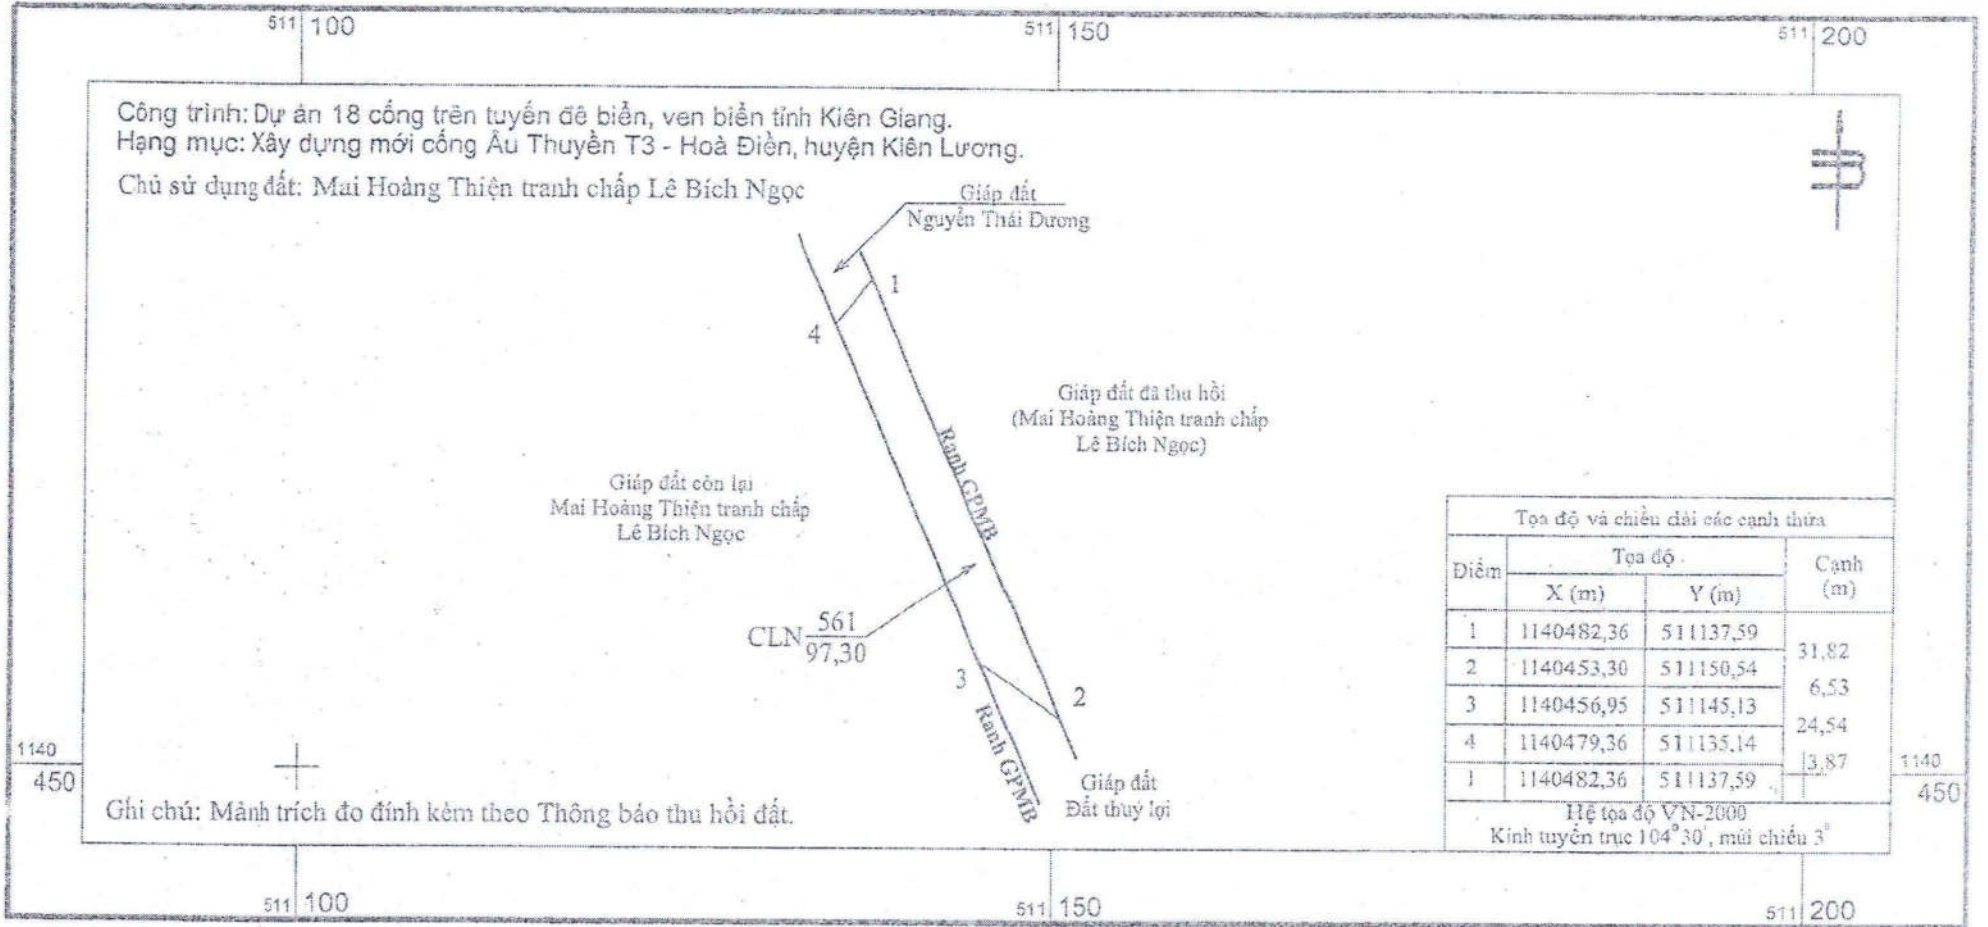 511 100
511 150
511 200
Công trình: Dự án 18 cống trên tuyến đê biển, ven biển tỉnh Kiên Giang.
Hạng mục: Xây dựng mới cống Âu Thuyền T3 - Hoà Điền, huyện Kiên Lương.
Chủ sử dụng đất: Mai Hoàng Thiện tranh chấp Lê Bích Ngọc
Giáp đất
Nguyễn Thái Dương
1
4
Giáp đất đã thu hồi
(Mai Hoàng Thiện tranh chấp
Lê Bích Ngọc)
Ranh GPMB
Giáp đất còn lại
Mai Hoàng Thiện tranh chấp
Lê Bích Ngọc
CLN 561
97,30
3
2
Ranh GPMB
Giáp đất
Đất thuỷ lợi
Tọa độ và chiều dài các cạnh thửa
Điểm Tọa độ Cạnh (m)
X (m) Y (m)
1 1140482,36 511137,59
31,82
2 1140453,30 511150,54
6,53
3 1140456,95 511145,13
24,54
4 1140479,36 511135,14
3,87
1 1140482,36 511137,59
Hệ tọa độ VN-2000
Kinh tuyến trục 104°30', múi chiếu 3°
1140
450
1140
450
Ghi chú: Mảnh trích đo đính kèm theo Thông báo thu hồi đất.
511 100
511 150
511 200